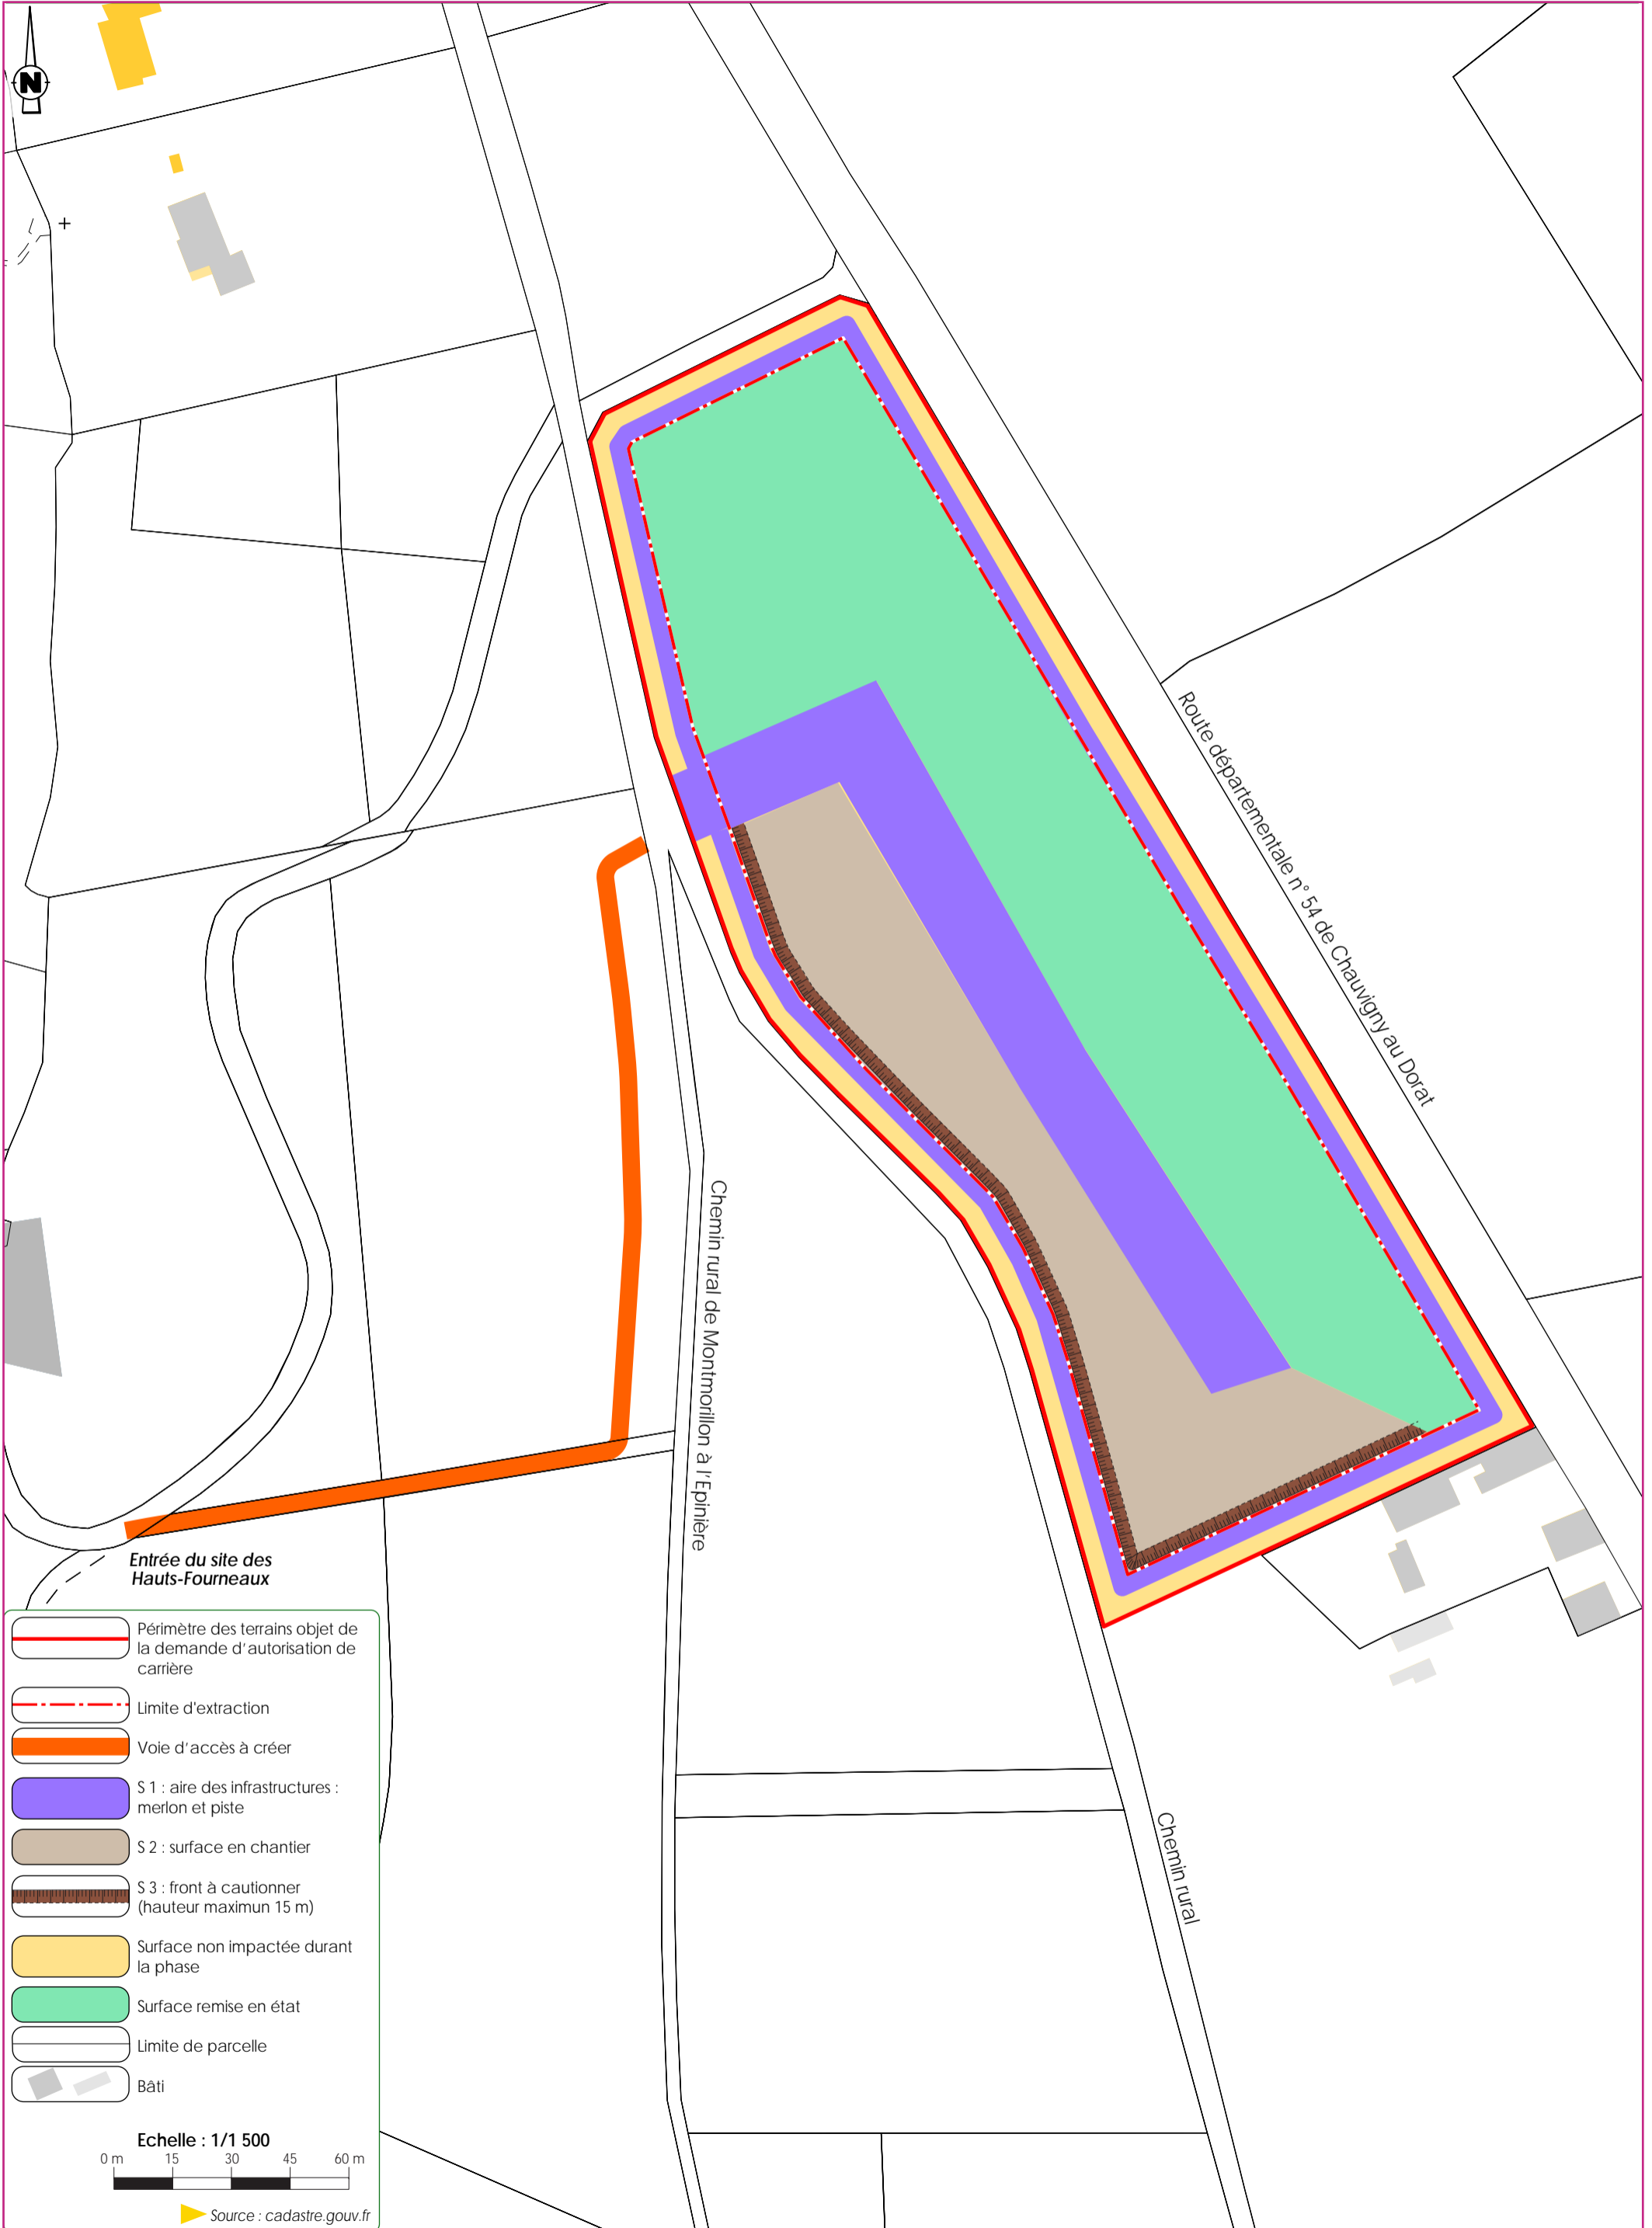 N
Route départementale n° 54 de Chauvigny au Dorat
Chemin rural de Montmorillon à l'Epinière
Chemin rural
Entrée du site des
Hauts-Fourneaux
Périmètre des terrains objet de
la demande d'autorisation de
carrière
Limite d'extraction
Voie d'accès à créer
S 1 : aire des infrastructures :
merlon et piste
S 2 : surface en chantier
S 3 : front à cautionner
(hauteur maximun 15 m)
Surface non impactée durant
la phase
Surface remise en état
Limite de parcelle
Bâti
Echelle : 1/1 500
0 m 15 30 45 60 m
Source : cadastre.gouv.fr